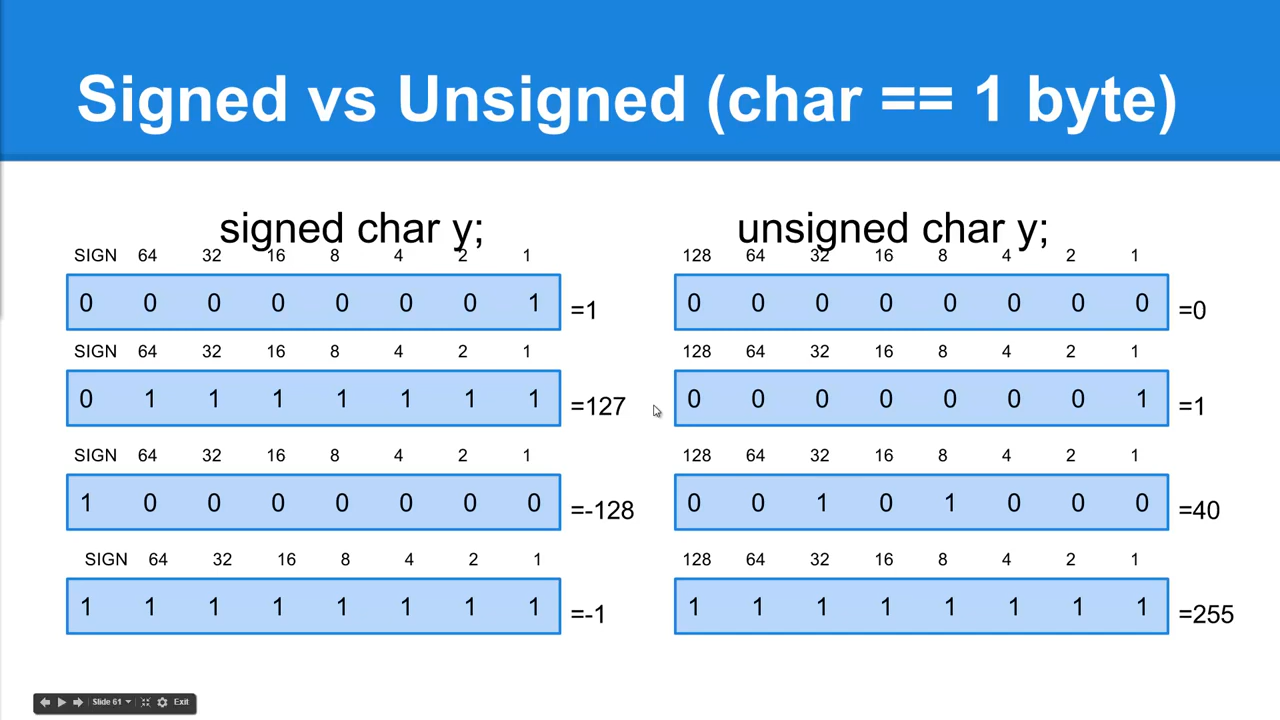 Signed vs Unsigned (char == 1 byte)
signed char y;
SIGN 64 32 16 8 4 2 1
0 0 0 0 0 0 0 1 =1
SIGN 64 32 16 8 4 2 1
0 1 1 1 1 1 1 1 =127
SIGN 64 32 16 8 4 2 1
1 0 0 0 0 0 0 0 =-128
SIGN 64 32 16 8 4 2 1
1 1 1 1 1 1 1 1 =-1
unsigned char y;
128 64 32 16 8 4 2 1
0 0 0 0 0 0 0 0 =0
128 64 32 16 8 4 2 1
0 0 0 0 0 0 0 1 =1
128 64 32 16 8 4 2 1
0 0 1 0 1 0 0 0 =40
128 64 32 16 8 4 2 1
1 1 1 1 1 1 1 1 =255
Slide 61 Exit